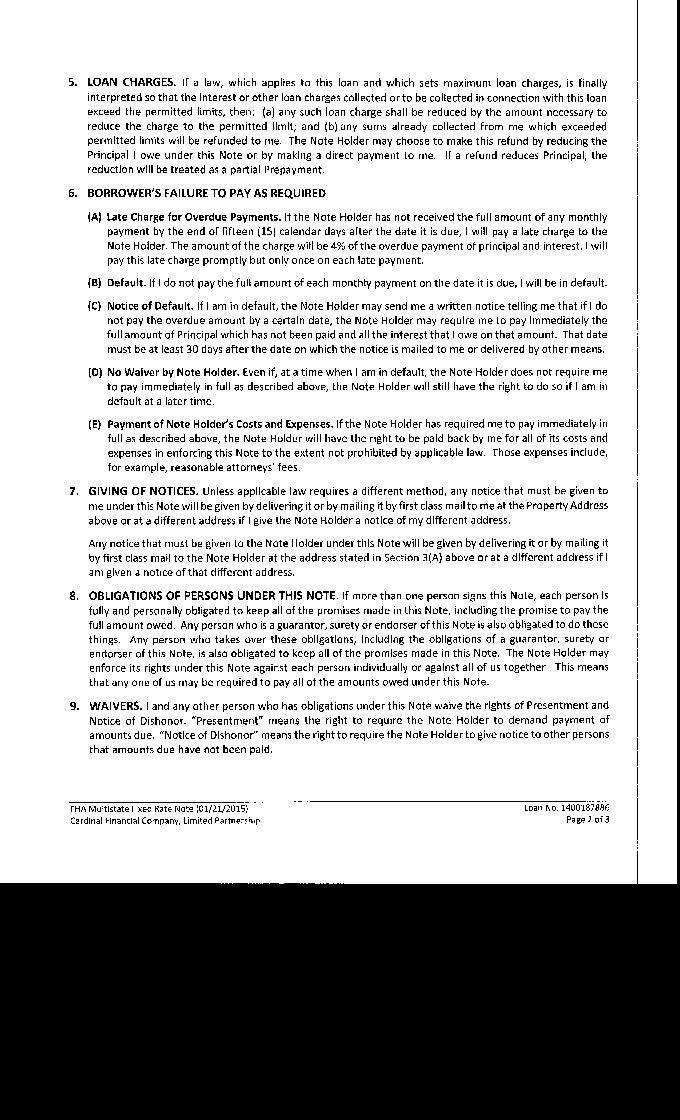 5. LOAN CHARGES. If a law, which applies to this loan and which sets maximum loan charges, is finally
interpreted so that the interest or other loan charges collected or to be collected in connection with this loan
exceed the permitted limits, then: (a) any such loan charge shall be reduced by the amount necessary to
reduce the charge to the permitted limit; and (b) any sums already collected from me which exceeded
permitted limits will be refunded to me. The Note Holder may choose to make this refund by reducing the
Principal I owe under this Note or by making a direct payment to me. If a refund reduces Principal, the
reduction will be treated as a partial Prepayment.
6. BORROWER'S FAILURE TO PAY AS REQUIRED
(A) Late Charge for Overdue Payments. If the Note Holder has not received the full amount of any monthly
payment by the end of fifteen (15) calendar days after the date it is due, I will pay a late charge to the
Note Holder. The amount of the charge will be 4% of the overdue payment of principal and interest. I will
pay this late charge promptly but only once on each late payment.
(B) Default. If I do not pay the full amount of each monthly payment on the date it is due, I will be in default.
(C) Notice of Default. If I am in default, the Note Holder may send me a written notice telling me that if I do
not pay the overdue amount by a certain date, the Note Holder may require me to pay immediately the
full amount of Principal which has not been paid and all the interest that I owe on that amount. That date
must be at least 30 days after the date on which the notice is mailed to me or delivered by other means.
(D) No Waiver by Note Holder. Even if, at a time when I am in default, the Note Holder does not require me
to pay immediately in full as described above, the Note Holder will still have the right to do so if I am in
default at a later time.
(E) Payment of Note Holder's Costs and Expenses. If the Note Holder has required me to pay immediately in
full as described above, the Note Holder will have the right to be paid back by me for all of its costs and
expenses in enforcing this Note to the extent not prohibited by applicable law. Those expenses include,
for example, reasonable attorneys' fees.
7. GIVING OF NOTICES. Unless applicable law requires a different method, any notice that must be given to
me under this Note will be given by delivering it or by mailing it by first class mail to me at the Property Address
above or at a different address if I give the Note Holder a notice of my different address.
Any notice that must be given to the Note Holder under this Note will be given by delivering it or by mailing it
by first class mail to the Note Holder at the address stated in Section 3(A) above or at a different address if I
am given a notice of that different address.
8. OBLIGATIONS OF PERSONS UNDER THIS NOTE. If more than one person signs this Note, each person is
fully and personally obligated to keep all of the promises made in this Note, including the promise to pay the
full amount owed. Any person who is a guarantor, surety or endorser of this Note is also obligated to do these
things. Any person who takes over these obligations, including the obligations of a guarantor, surety or
endorser of this Note, is also obligated to keep all of the promises made in this Note. The Note Holder may
enforce its rights under this Note against each person individually or against all of us together This means
that any one of us may be required to pay all of the amounts owed under this Note.
9. WAIVERS. I and any other person who has obligations under this Note waive the rights of Presentment and
Notice of Dishonor. "Presentment" means the right to require the Note Holder to demand payment of
amounts due. "Notice of Dishonor" means the right to require the Note Holder to give notice to other persons
that amounts due have not been paid.
FHA Multistate Fixed Rate Note (01/21/2015) Loan No. 1400187886
Cardinal Financial Company, Limited Partnership Page 2 of 3